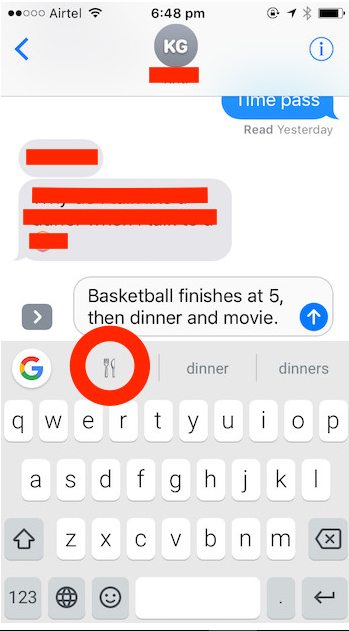 Airtel
6:48 pm
KG
Time pass
Read Yesterday
Basketball finishes at 5,
then dinner and movie.
G
dinner
dinners
q w e r t y u i o p
a s d f g h j k l
z x c v b n m
123
.